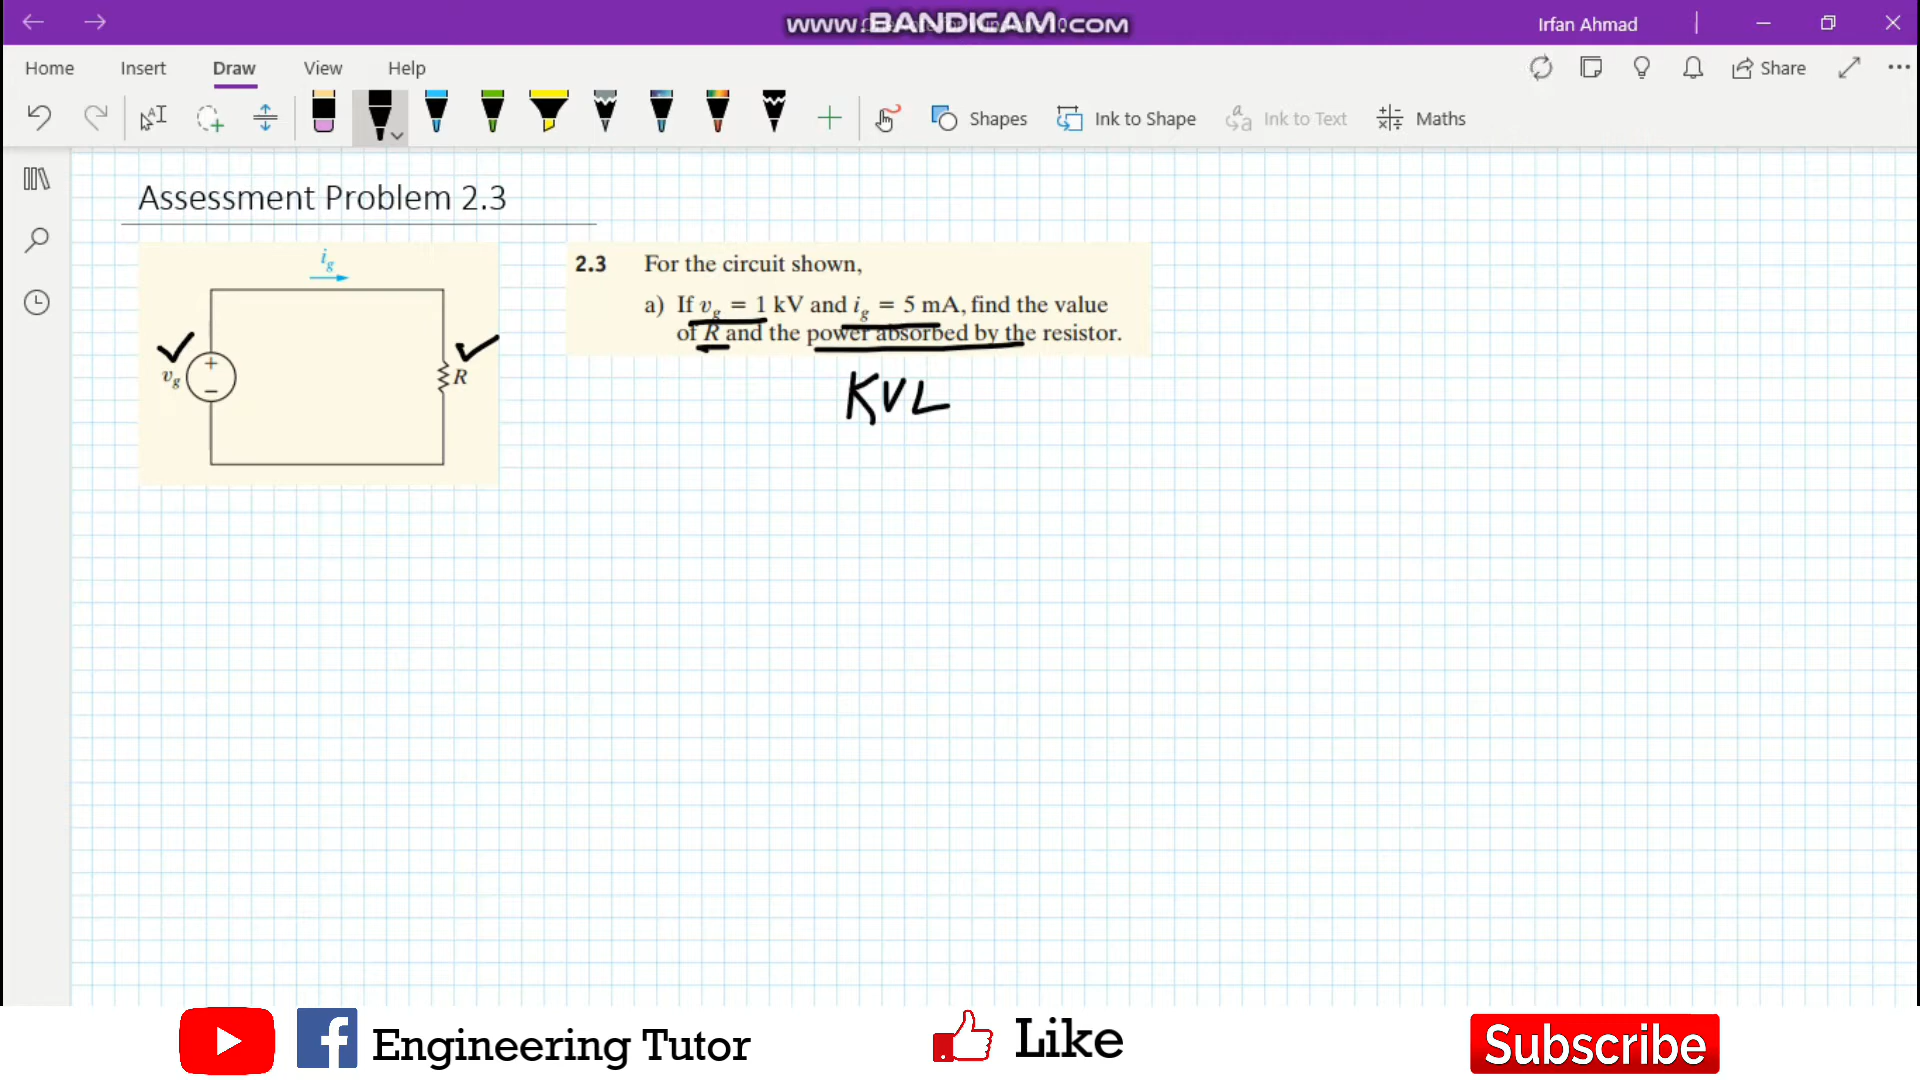 www.BANDICAM.com
Irfan Ahmad
Home Insert Draw View Help
Share
Shapes Ink to Shape Ink to Text Maths
Assessment Problem 2.3
i_g
v_g + − R
2.3 For the circuit shown,
a) If v_g = 1 kV and i_g = 5 mA, find the value
of R and the power absorbed by the resistor.
KVL
Engineering Tutor
Like
Subscribe